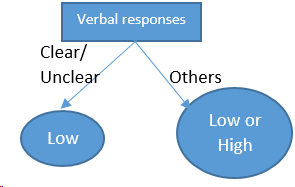 Verbal responses
Clear/
Unclear
Others
Low
Low or
High